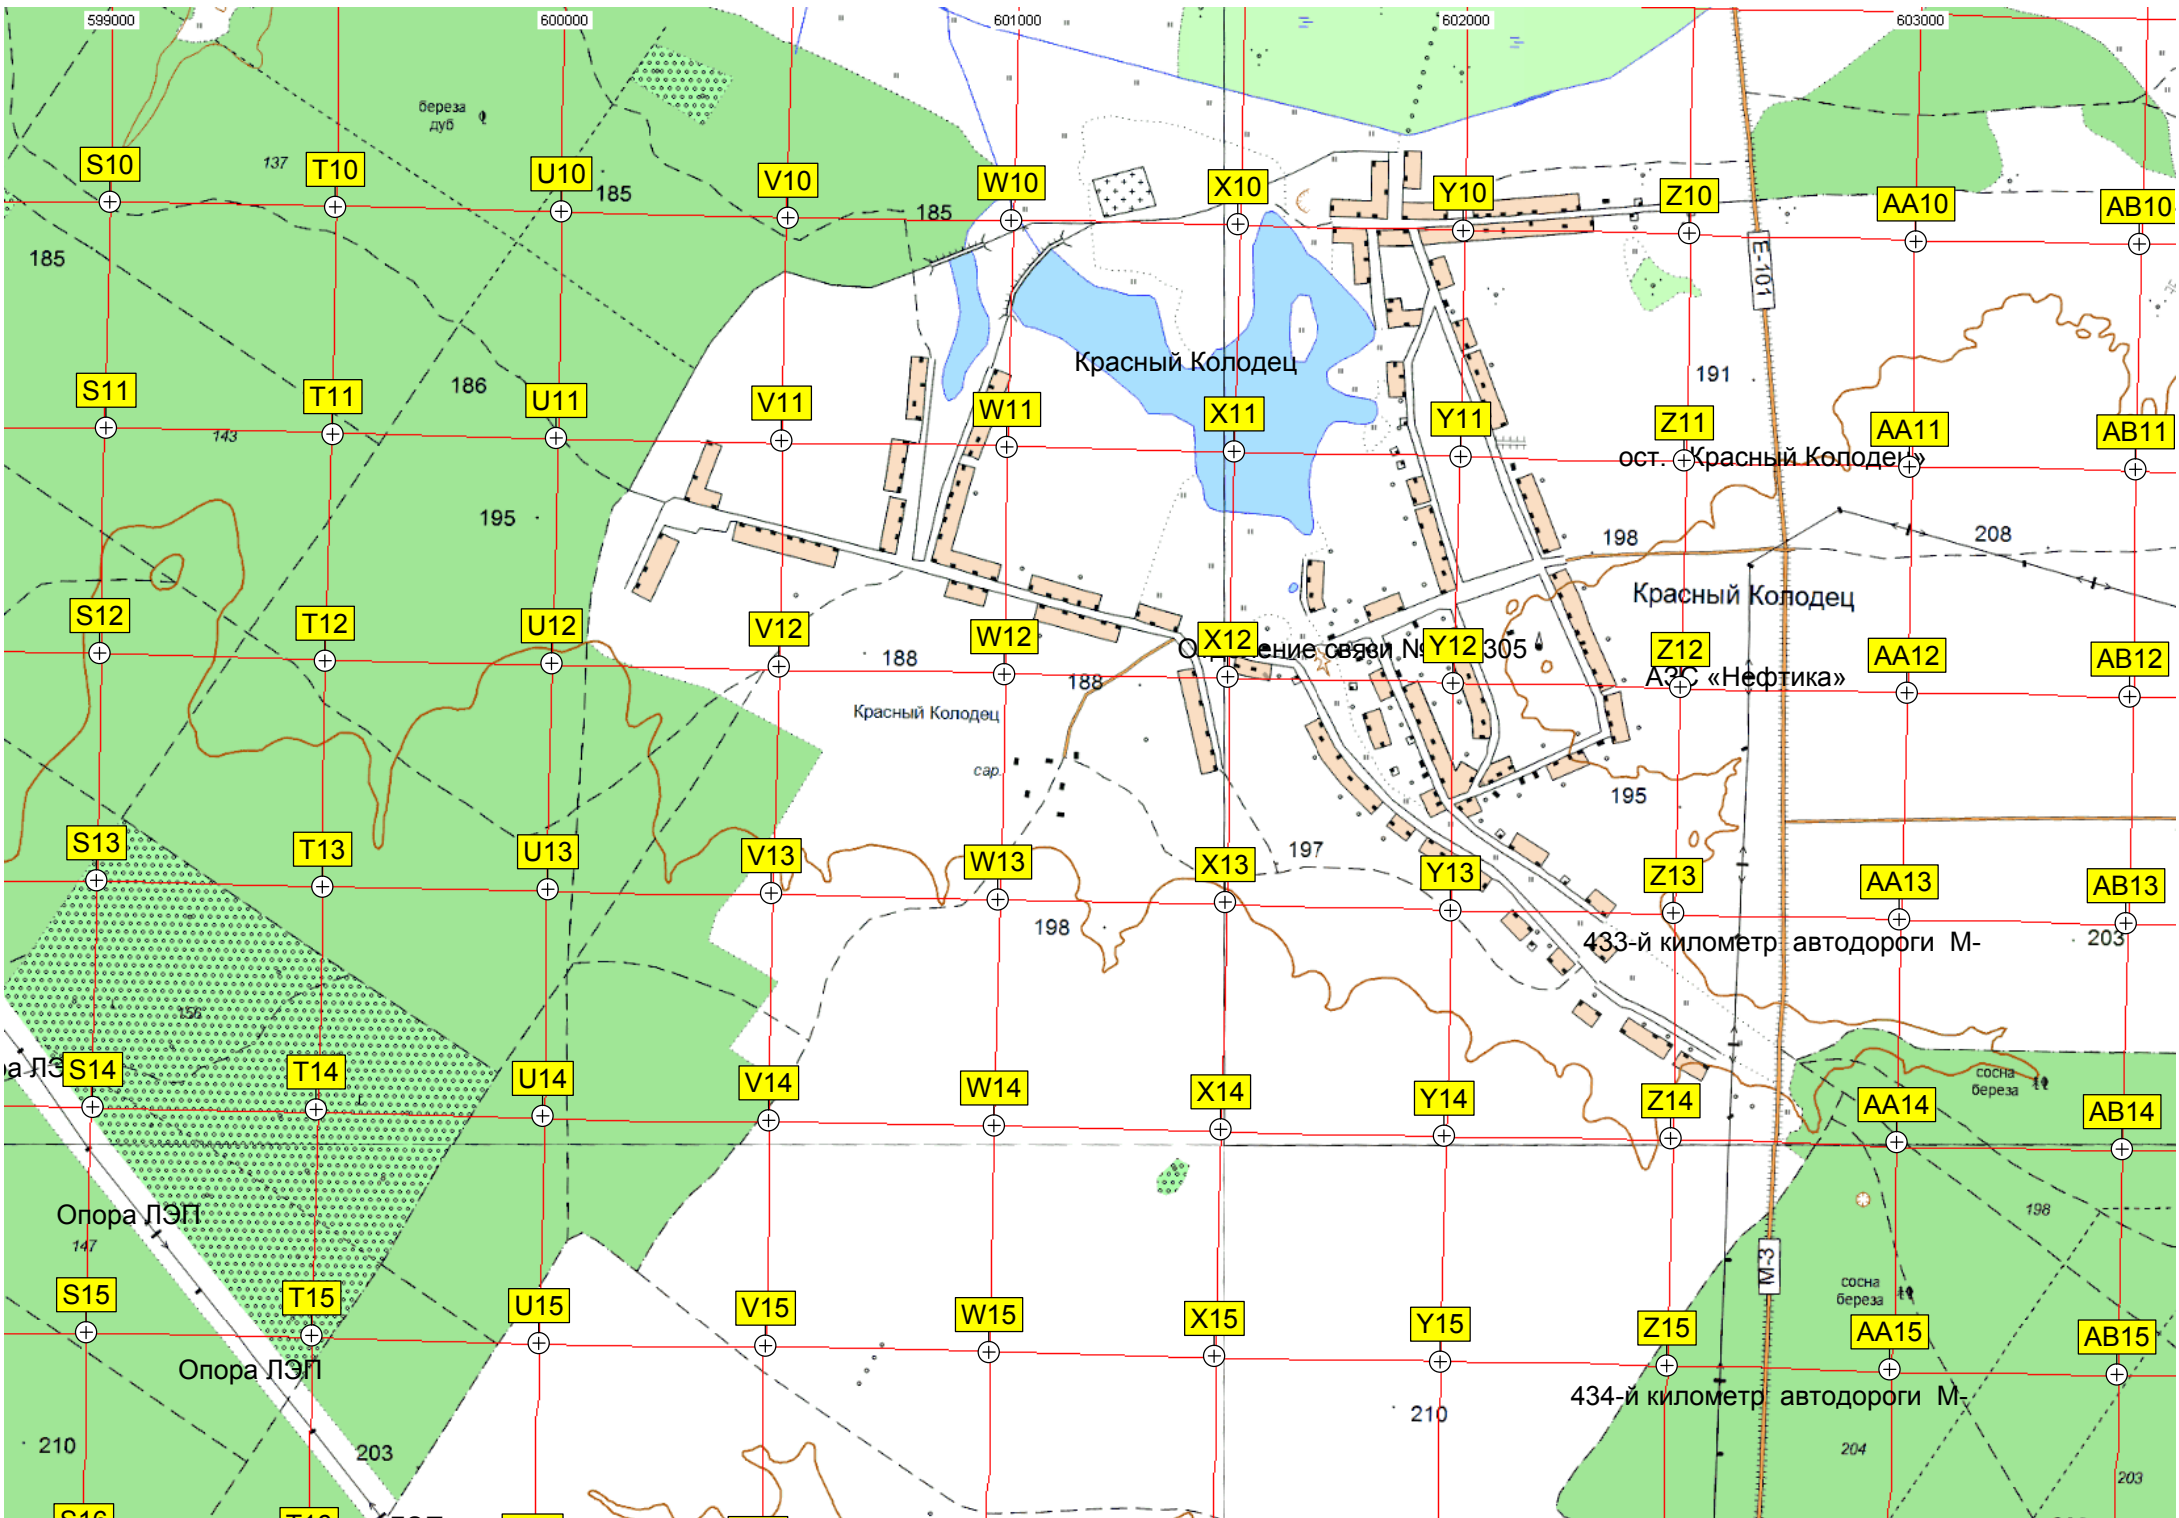 599000 600000 601000 602000 603000
береза
дуб
137
S10 T10 U10 V10 W10 X10 Y10 Z10 AA10 AB10
185 185
185
E-101
Красный Колодец
191
186
S11 T11 U11 V11 W11 X11 Y11 Z11 AA11 AB11
143
ост. «Красный Колодец»
195
198
208
Красный Колодец
S12 T12 U12 V12 W12 X12 Y12 Z12 AA12 AB12
188
305
188
АЗС «Нефтика»
Красный Колодец
сар.
195
S13 T13 U13 V13 W13 X13 Y13 Z13 AA13 AB13
197
198
433-й километр автодороги М-
203
156
S14 T14 U14 V14 W14 X14 Y14 Z14 AA14 AB14
сосна
береза
Опора ЛЭП
147
198
М-3
сосна
береза
S15 T15 U15 V15 W15 X15 Y15 Z15 AA15 AB15
Опора ЛЭП
434-й километр автодороги М-
210
210
203
204
203